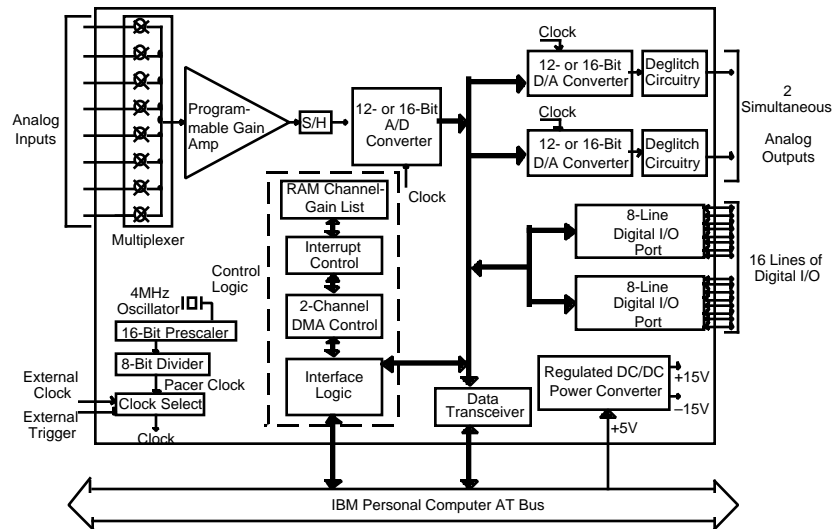 Analog
Inputs
Multiplexer
Program-
mable Gain
Amp
S/H
12- or 16-Bit
A/D
Converter
Clock
Clock
12- or 16-Bit
D/A Converter
Deglitch
Circuitry
Clock
12- or 16-Bit
D/A Converter
Deglitch
Circuitry
2
Simultaneous
Analog
Outputs
RAM Channel-
Gain List
Interrupt
Control
Control
Logic
2-Channel
DMA Control
Interface
Logic
8-Line
Digital I/O
Port
8-Line
Digital I/O
Port
16 Lines of
Digital I/O
4MHz
Oscillator
16-Bit Prescaler
8-Bit Divider
Pacer Clock
External
Clock
Clock Select
External
Trigger
Clock
Data
Transceiver
Regulated DC/DC
Power Converter
+15V
–15V
+5V
IBM Personal Computer AT Bus